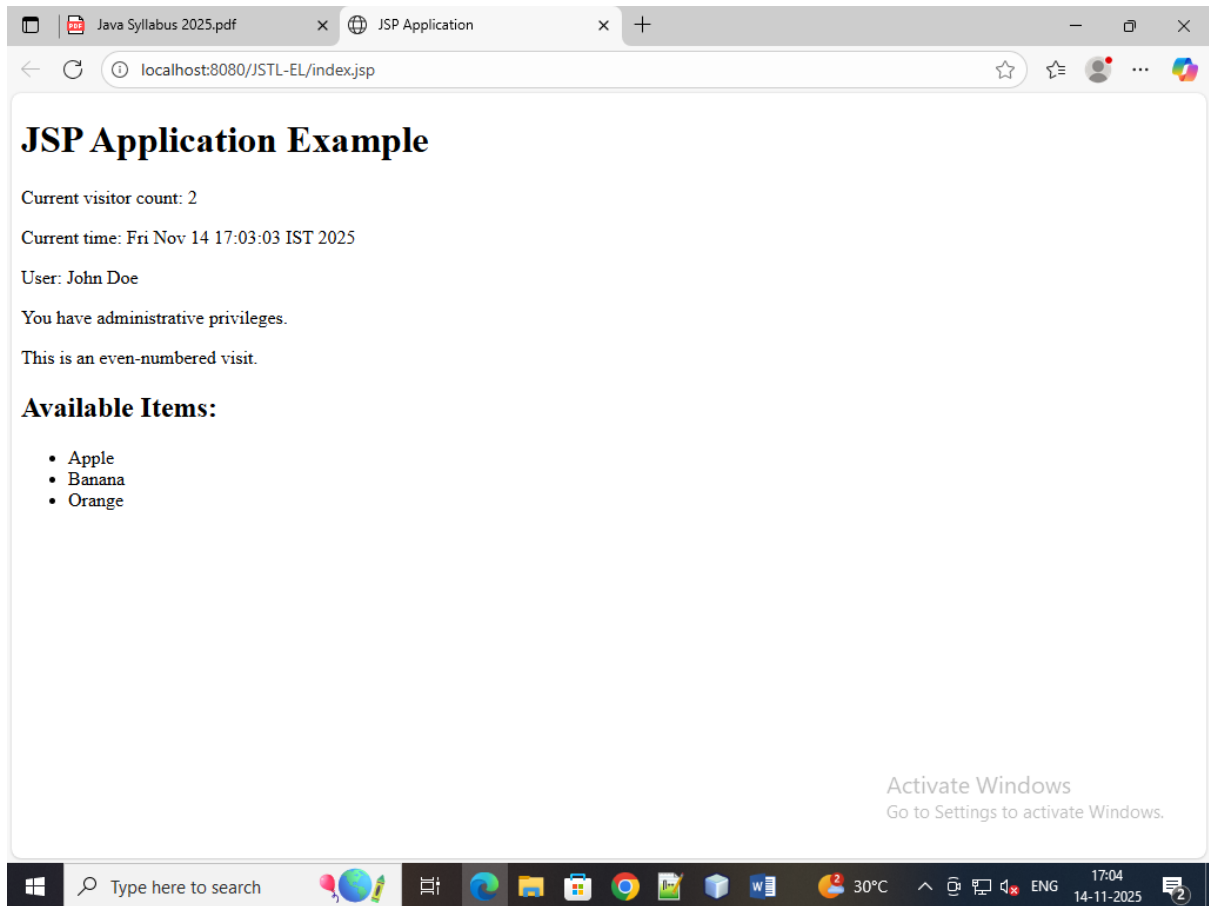 Java Syllabus 2025.pdf
JSP Application
localhost:8080/JSTL-EL/index.jsp
JSP Application Example
Current visitor count: 2
Current time: Fri Nov 14 17:03:03 IST 2025
User: John Doe
You have administrative privileges.
This is an even-numbered visit.
Available Items:
• Apple
• Banana
• Orange
Activate Windows
Go to Settings to activate Windows.
Type here to search
2
30°C
ENG
17:04
14-11-2025
2